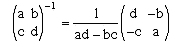 (a b
c d)⁻¹ = 1/(ad – bc) (d –b
–c a)